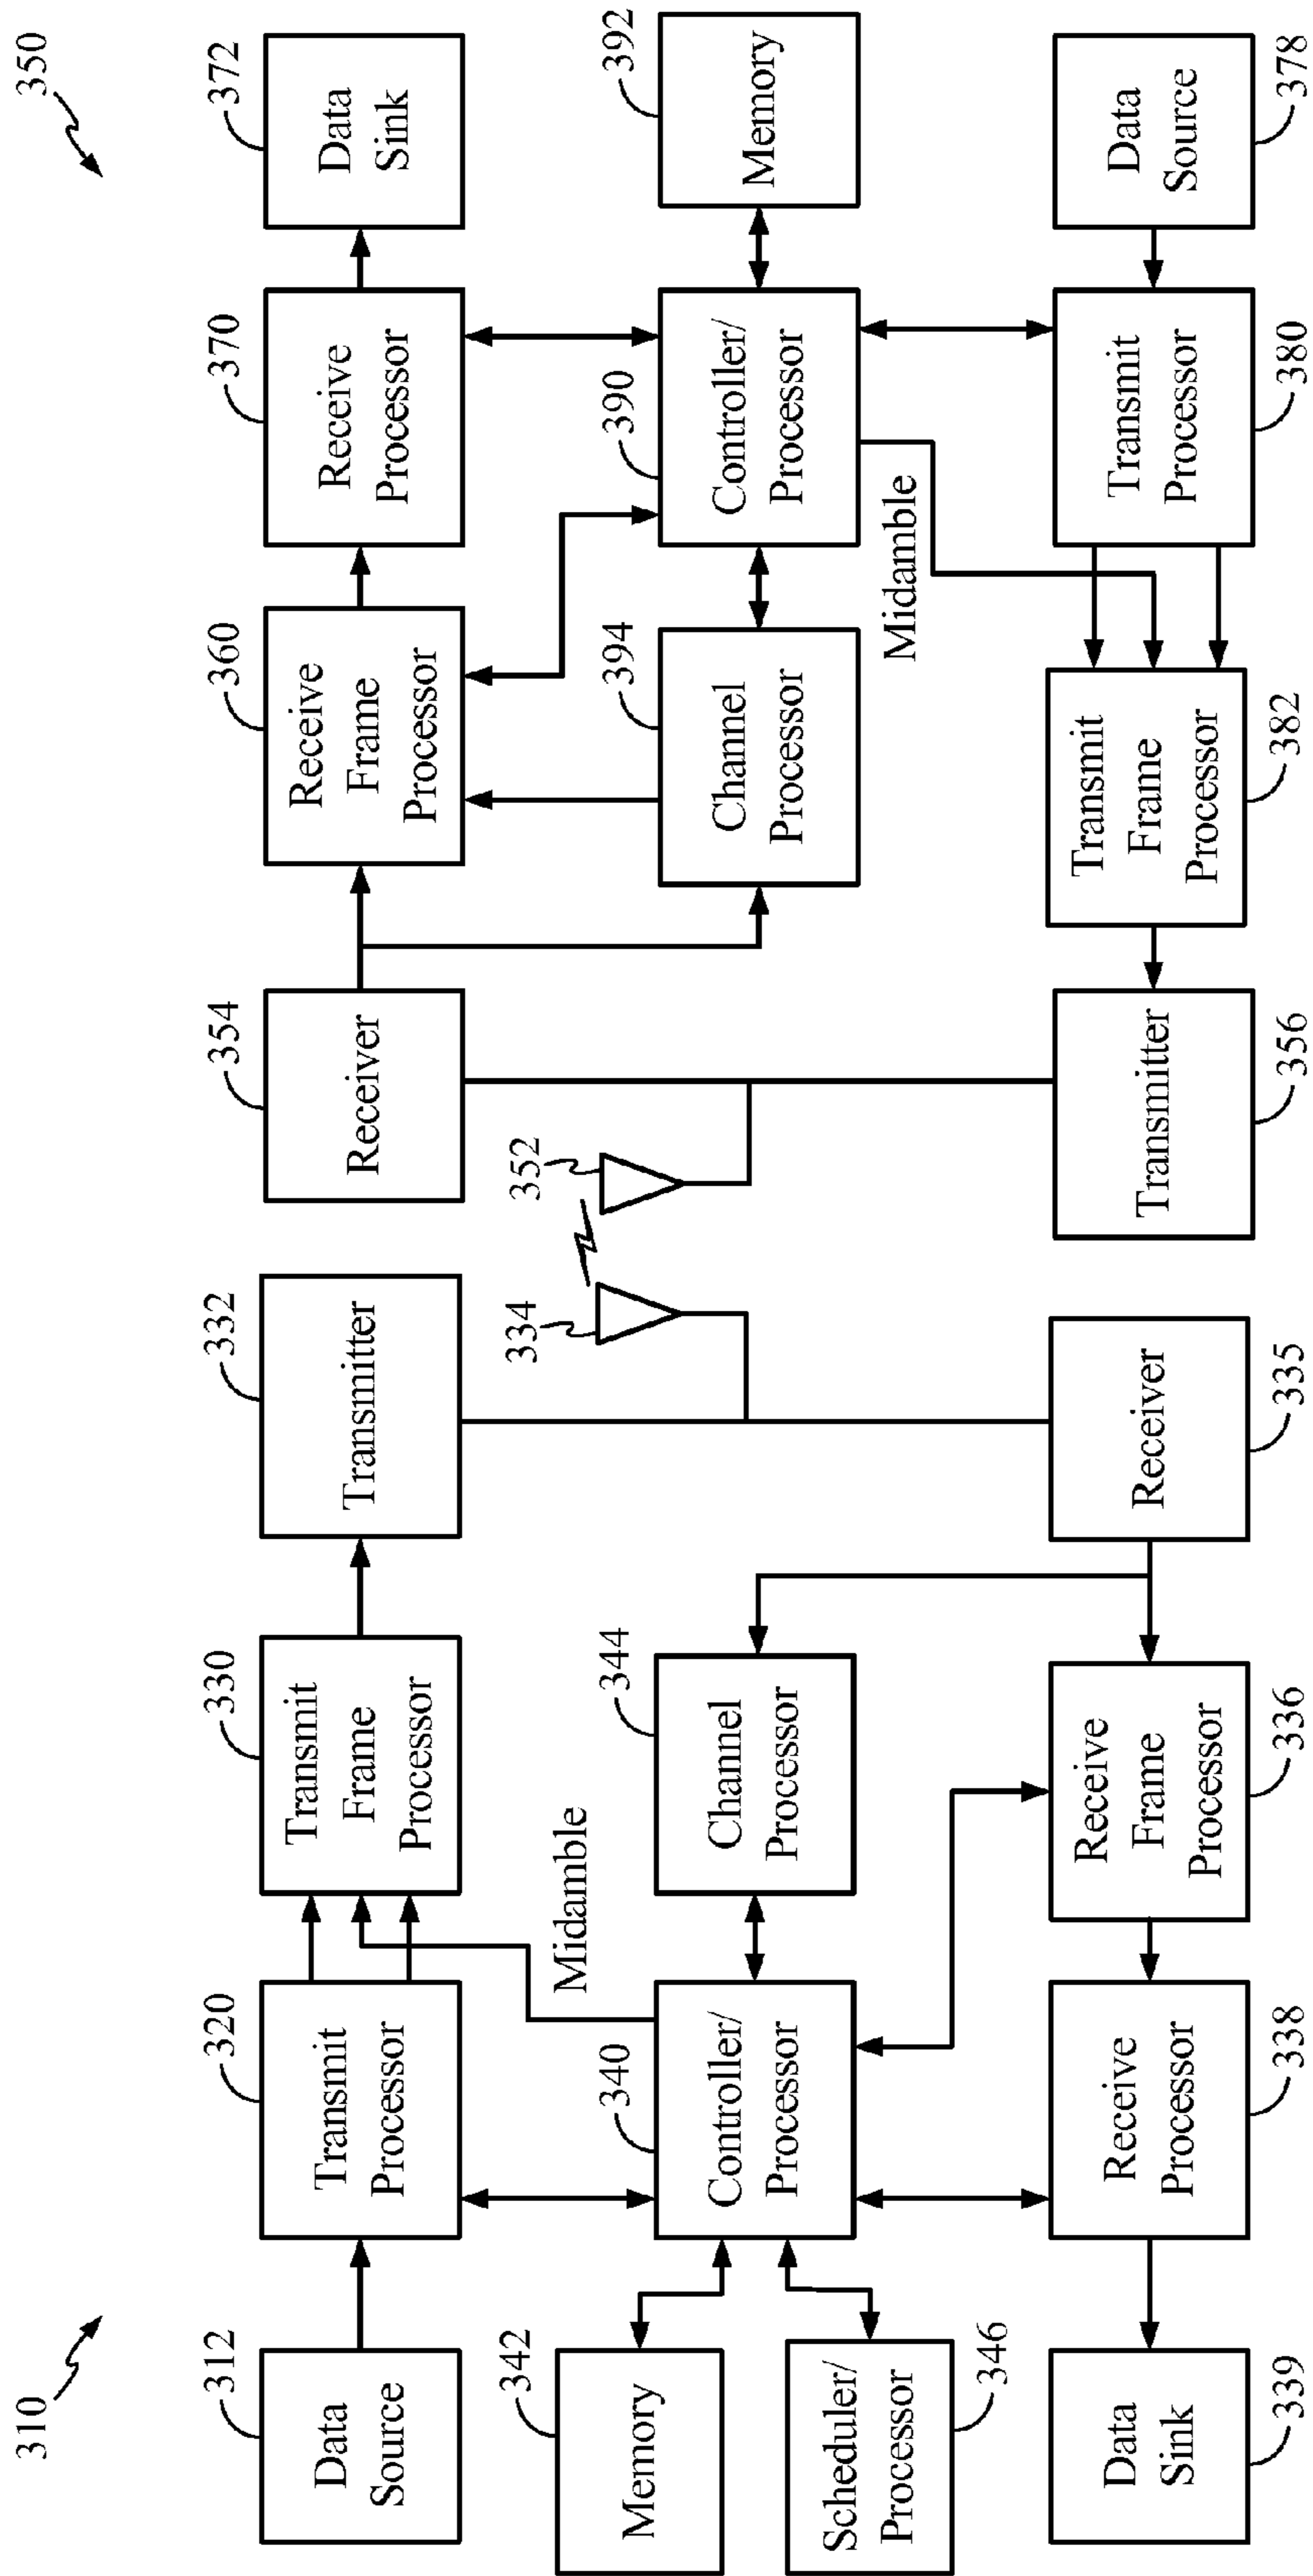 310
350
312
Data
Source
320
Transmit
Processor
330
Transmit
Frame
Processor
332
Transmitter
354
Receiver
360
Receive
Frame
Processor
370
Receive
Processor
372
Data
Sink
Midamble
334
352
342
Memory
340
Controller/
Processor
344
Channel
Processor
394
Channel
Processor
390
Controller/
Processor
392
Memory
Midamble
Scheduler/
Processor
346
Data
Sink
339
Receive
Processor
338
Receive
Frame
Processor
336
Receiver
335
Transmitter
356
Transmit
Frame
Processor
382
Transmit
Processor
380
Data
Source
378